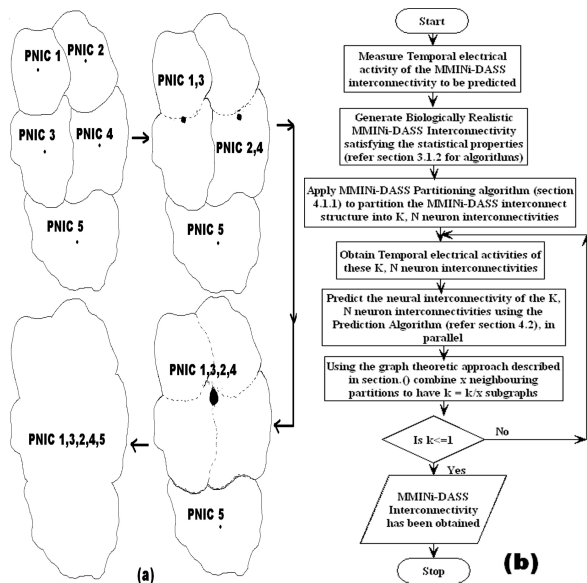 PNIC 1
PNIC 2
PNIC 3
PNIC 4
PNIC 5
PNIC 1,3
PNIC 2,4
PNIC 5
PNIC 1,3,2,4
PNIC 5
PNIC 1,3,2,4,5
(a)
Start
Measure Temporal electrical
activity of the MMINi-DASS
interconnectivity to be predicted
Generate Biologically Realistic
MMINi-DASS Interconnectivity
satisfying the statistical properties
(refer section 3.1.2 for algorithms)
Apply MMINi-DASS Partitioning algorithm (section
4.1.1) to partition the MMINi-DASS interconnect
structure into K, N neuron interconnectivities
Obtain Temporal electrical activities of
these K, N neuron interconnectivities
Predict the neural interconnectivity of the K,
N neuron interconnectivities using the
Prediction Algorithm (refer section 4.2), in
parallel
Using the graph theoretic approach described
in section.() combine x neighbouring
partitions to have k = k/x subgraphs
Is k<=1
No
Yes
MMINi-DASS
Interconnectivity
has been obtained
Stop
(b)